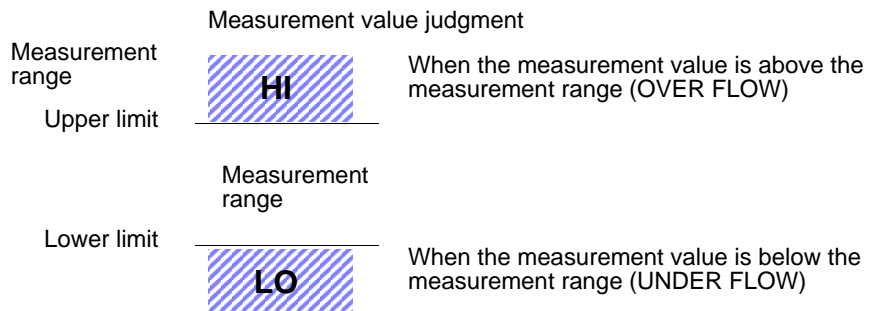 Measurement value judgment
Measurement
range
HI
When the measurement value is above the
measurement range (OVER FLOW)
Upper limit
Measurement
range
Lower limit
LO
When the measurement value is below the
measurement range (UNDER FLOW)